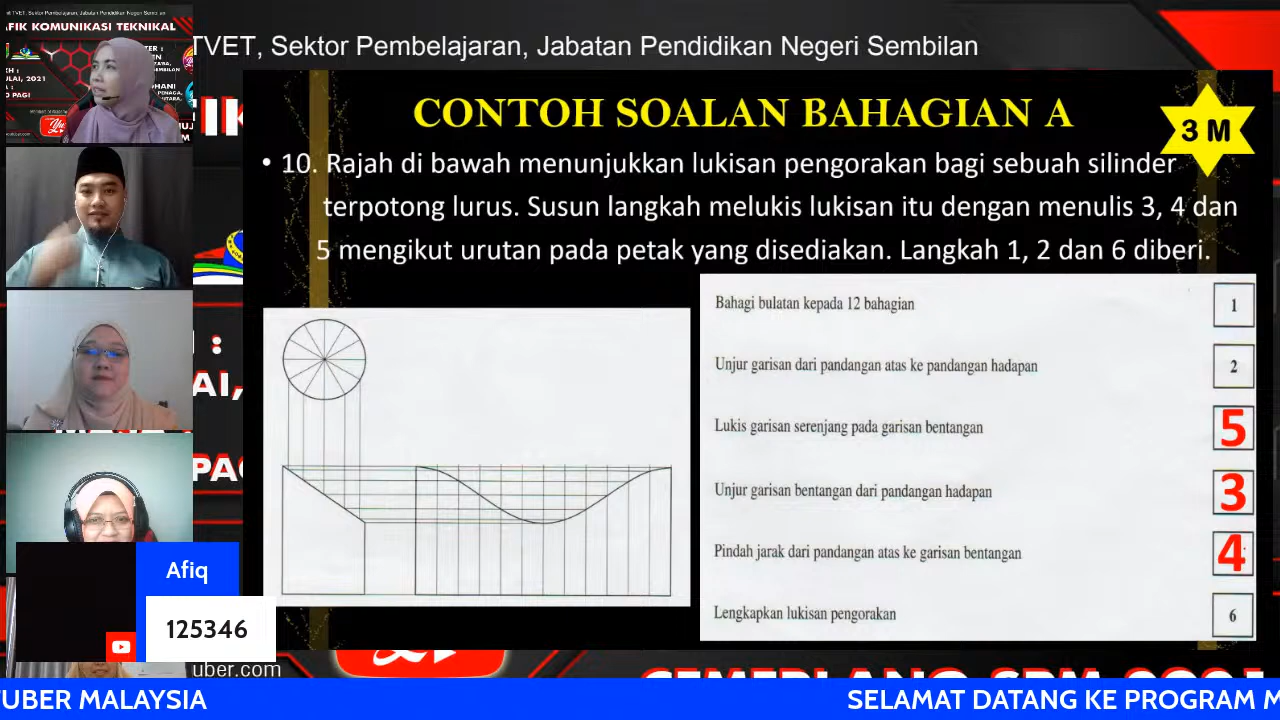 TVET, Sektor Pembelajaran, Jabatan Pendidikan Negeri Sembilan
AFIK KOMUNIKASI TEKNIKAL
CONTOH SOALAN BAHAGIAN A
3 M
• 10. Rajah di bawah menunjukkan lukisan pengorakan bagi sebuah silinder
terpotong lurus. Susun langkah melukis lukisan itu dengan menulis 3, 4 dan
5 mengikut urutan pada petak yang disediakan. Langkah 1, 2 dan 6 diberi.
Bahagi bulatan kepada 12 bahagian 1
Unjur garisan dari pandangan atas ke pandangan hadapan 2
Lukis garisan serenjang pada garisan bentangan 5
Unjur garisan bentangan dari pandangan hadapan 3
Pindah jarak dari pandangan atas ke garisan bentangan 4
Lengkapkan lukisan pengorakan 6
Afiq
125346
uber.com
TUBER MALAYSIA
SELAMAT DATANG KE PROGRAM M